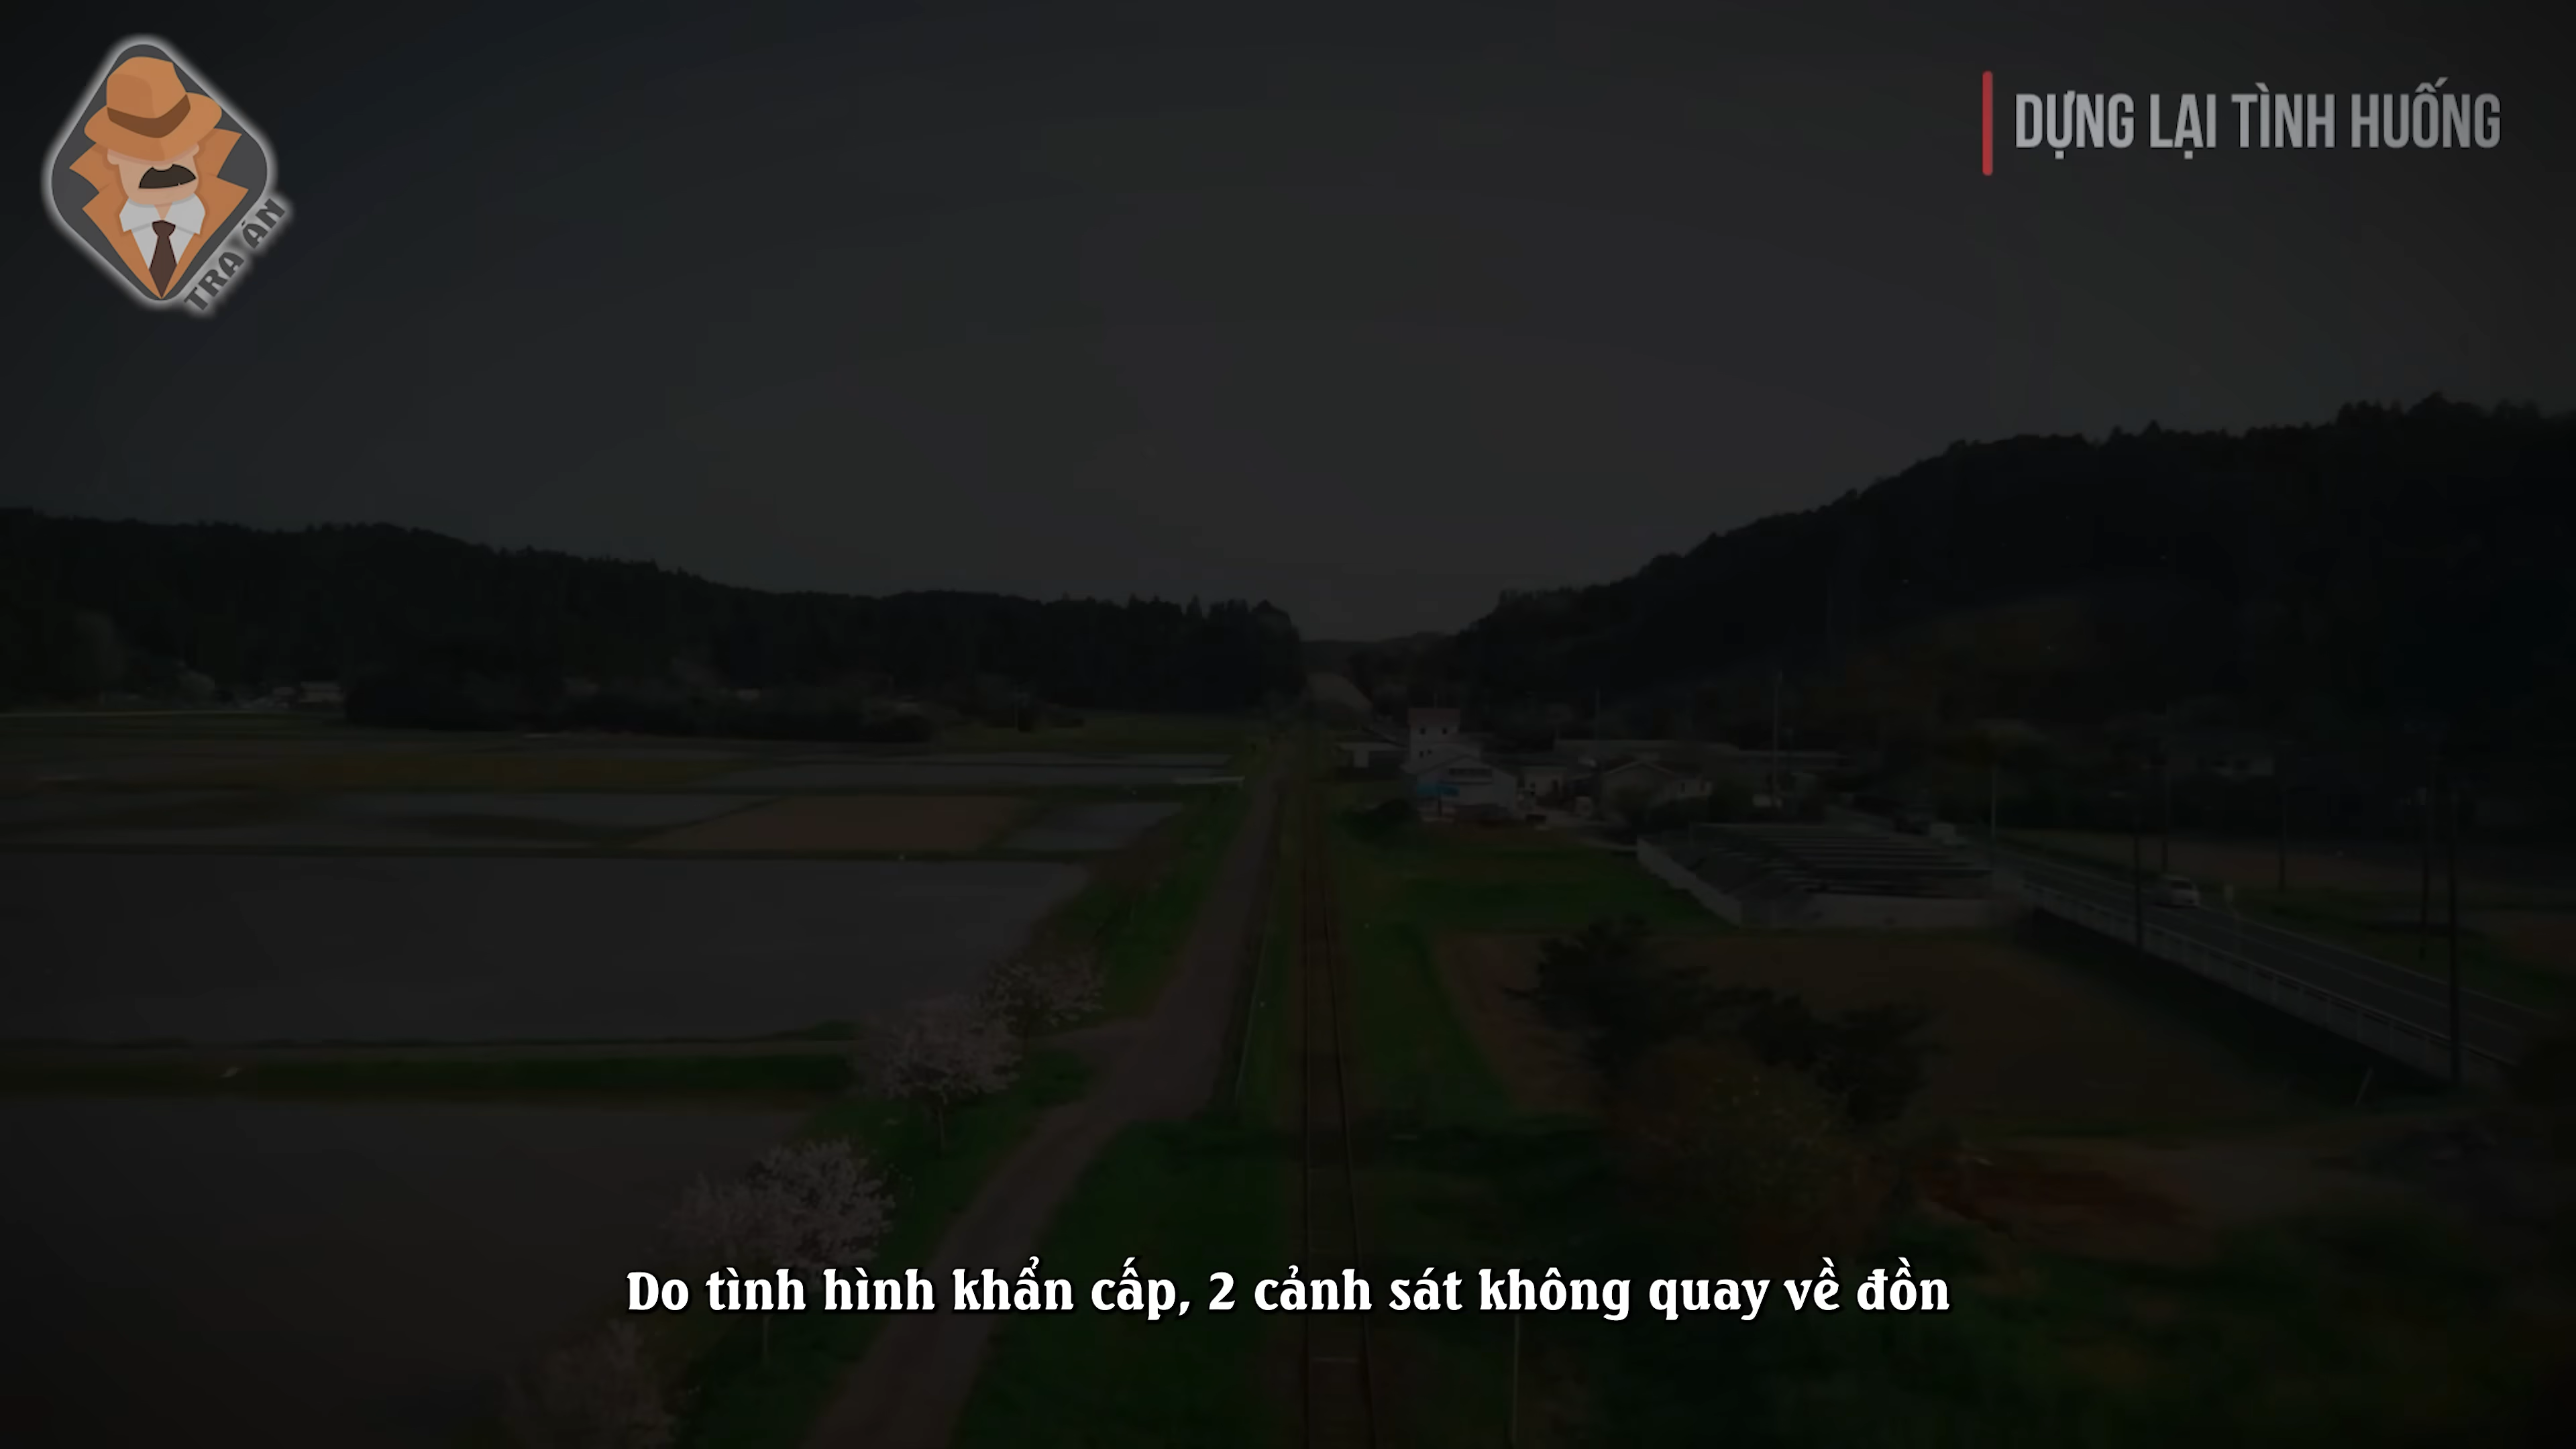 DỰNG LẠI TÌNH HUỐNG
TRA ÁN
Do tình hình khẩn cấp, 2 cảnh sát không quay về đồn